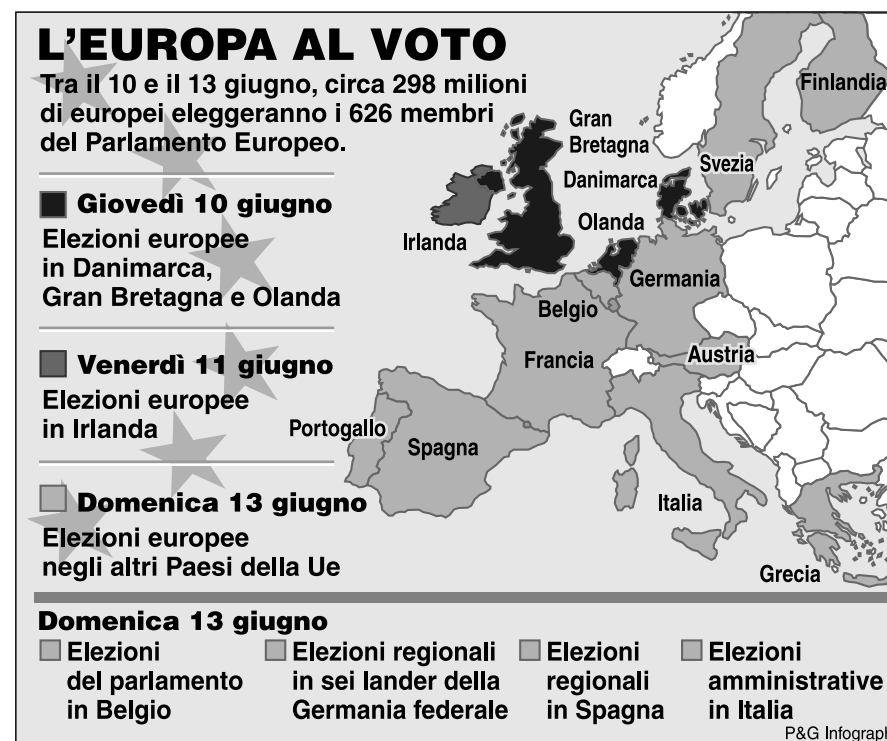 L'EUROPA AL VOTO
Tra il 10 e il 13 giugno, circa 298 milioni
di europei eleggeranno i 626 membri
del Parlamento Europeo.
Giovedì 10 giugno
Elezioni europee
in Danimarca,
Gran Bretagna e Olanda
Venerdì 11 giugno
Elezioni europee
in Irlanda
Domenica 13 giugno
Elezioni europee
negli altri Paesi della Ue
Finlandia
Gran
Bretagna
Svezia
Danimarca
Olanda
Irlanda
Germania
Belgio
Francia
Austria
Portogallo
Spagna
Italia
Grecia
Domenica 13 giugno
Elezioni
del parlamento
in Belgio
Elezioni regionali
in sei lander della
Germania federale
Elezioni
regionali
in Spagna
Elezioni
amministrative
in Italia
P&G Infograph